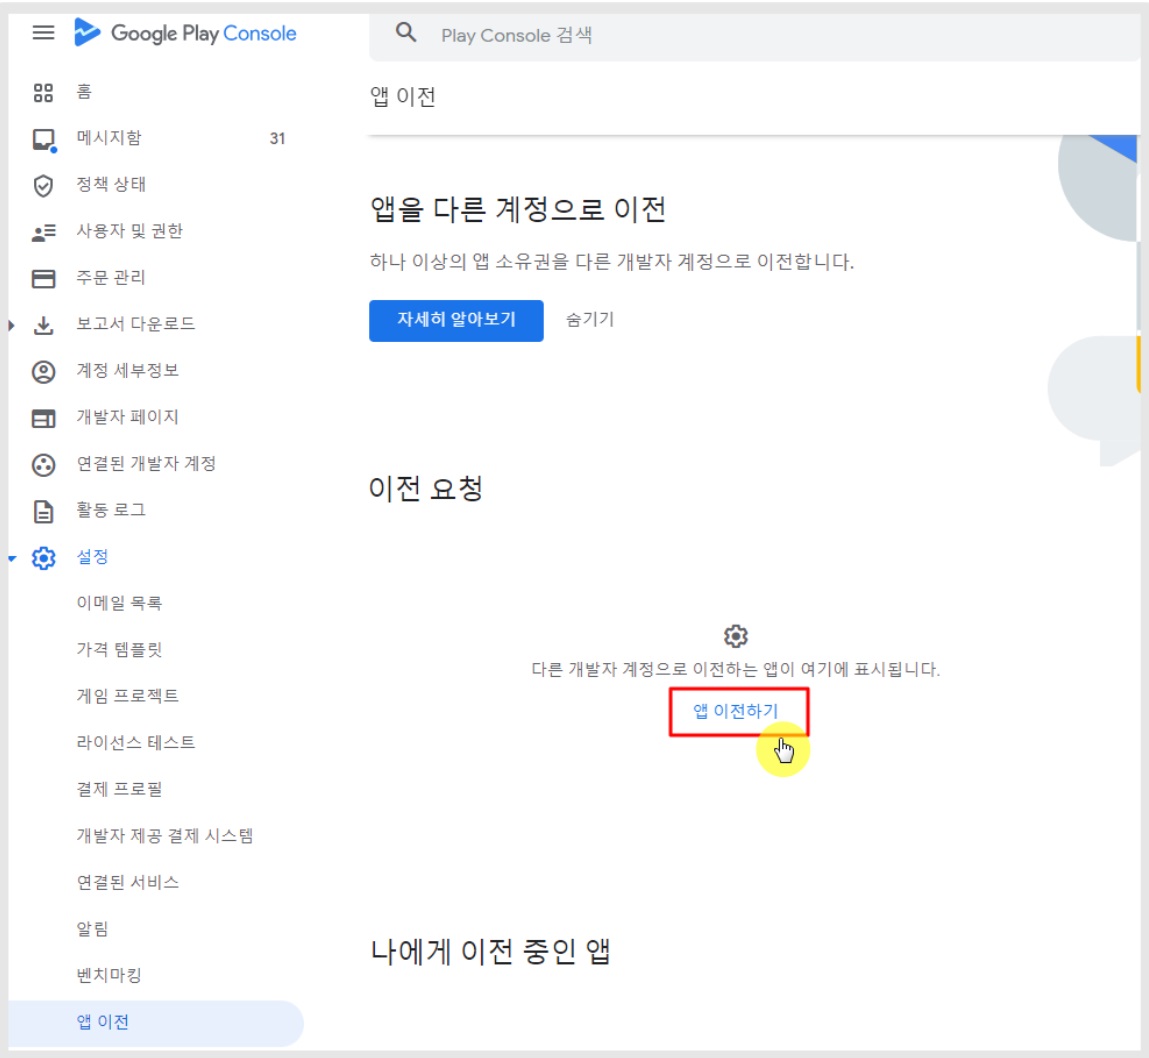 Google Play Console
Play Console 검색
홈
메시지함 31
정책 상태
사용자 및 권한
주문 관리
보고서 다운로드
계정 세부정보
개발자 페이지
연결된 개발자 계정
활동 로그
설정
이메일 목록
가격 템플릿
게임 프로젝트
라이선스 테스트
결제 프로필
개발자 제공 결제 시스템
연결된 서비스
알림
벤치마킹
앱 이전
앱 이전
앱을 다른 계정으로 이전
하나 이상의 앱 소유권을 다른 개발자 계정으로 이전합니다.
자세히 알아보기 숨기기
이전 요청
다른 개발자 계정으로 이전하는 앱이 여기에 표시됩니다.
앱 이전하기
나에게 이전 중인 앱